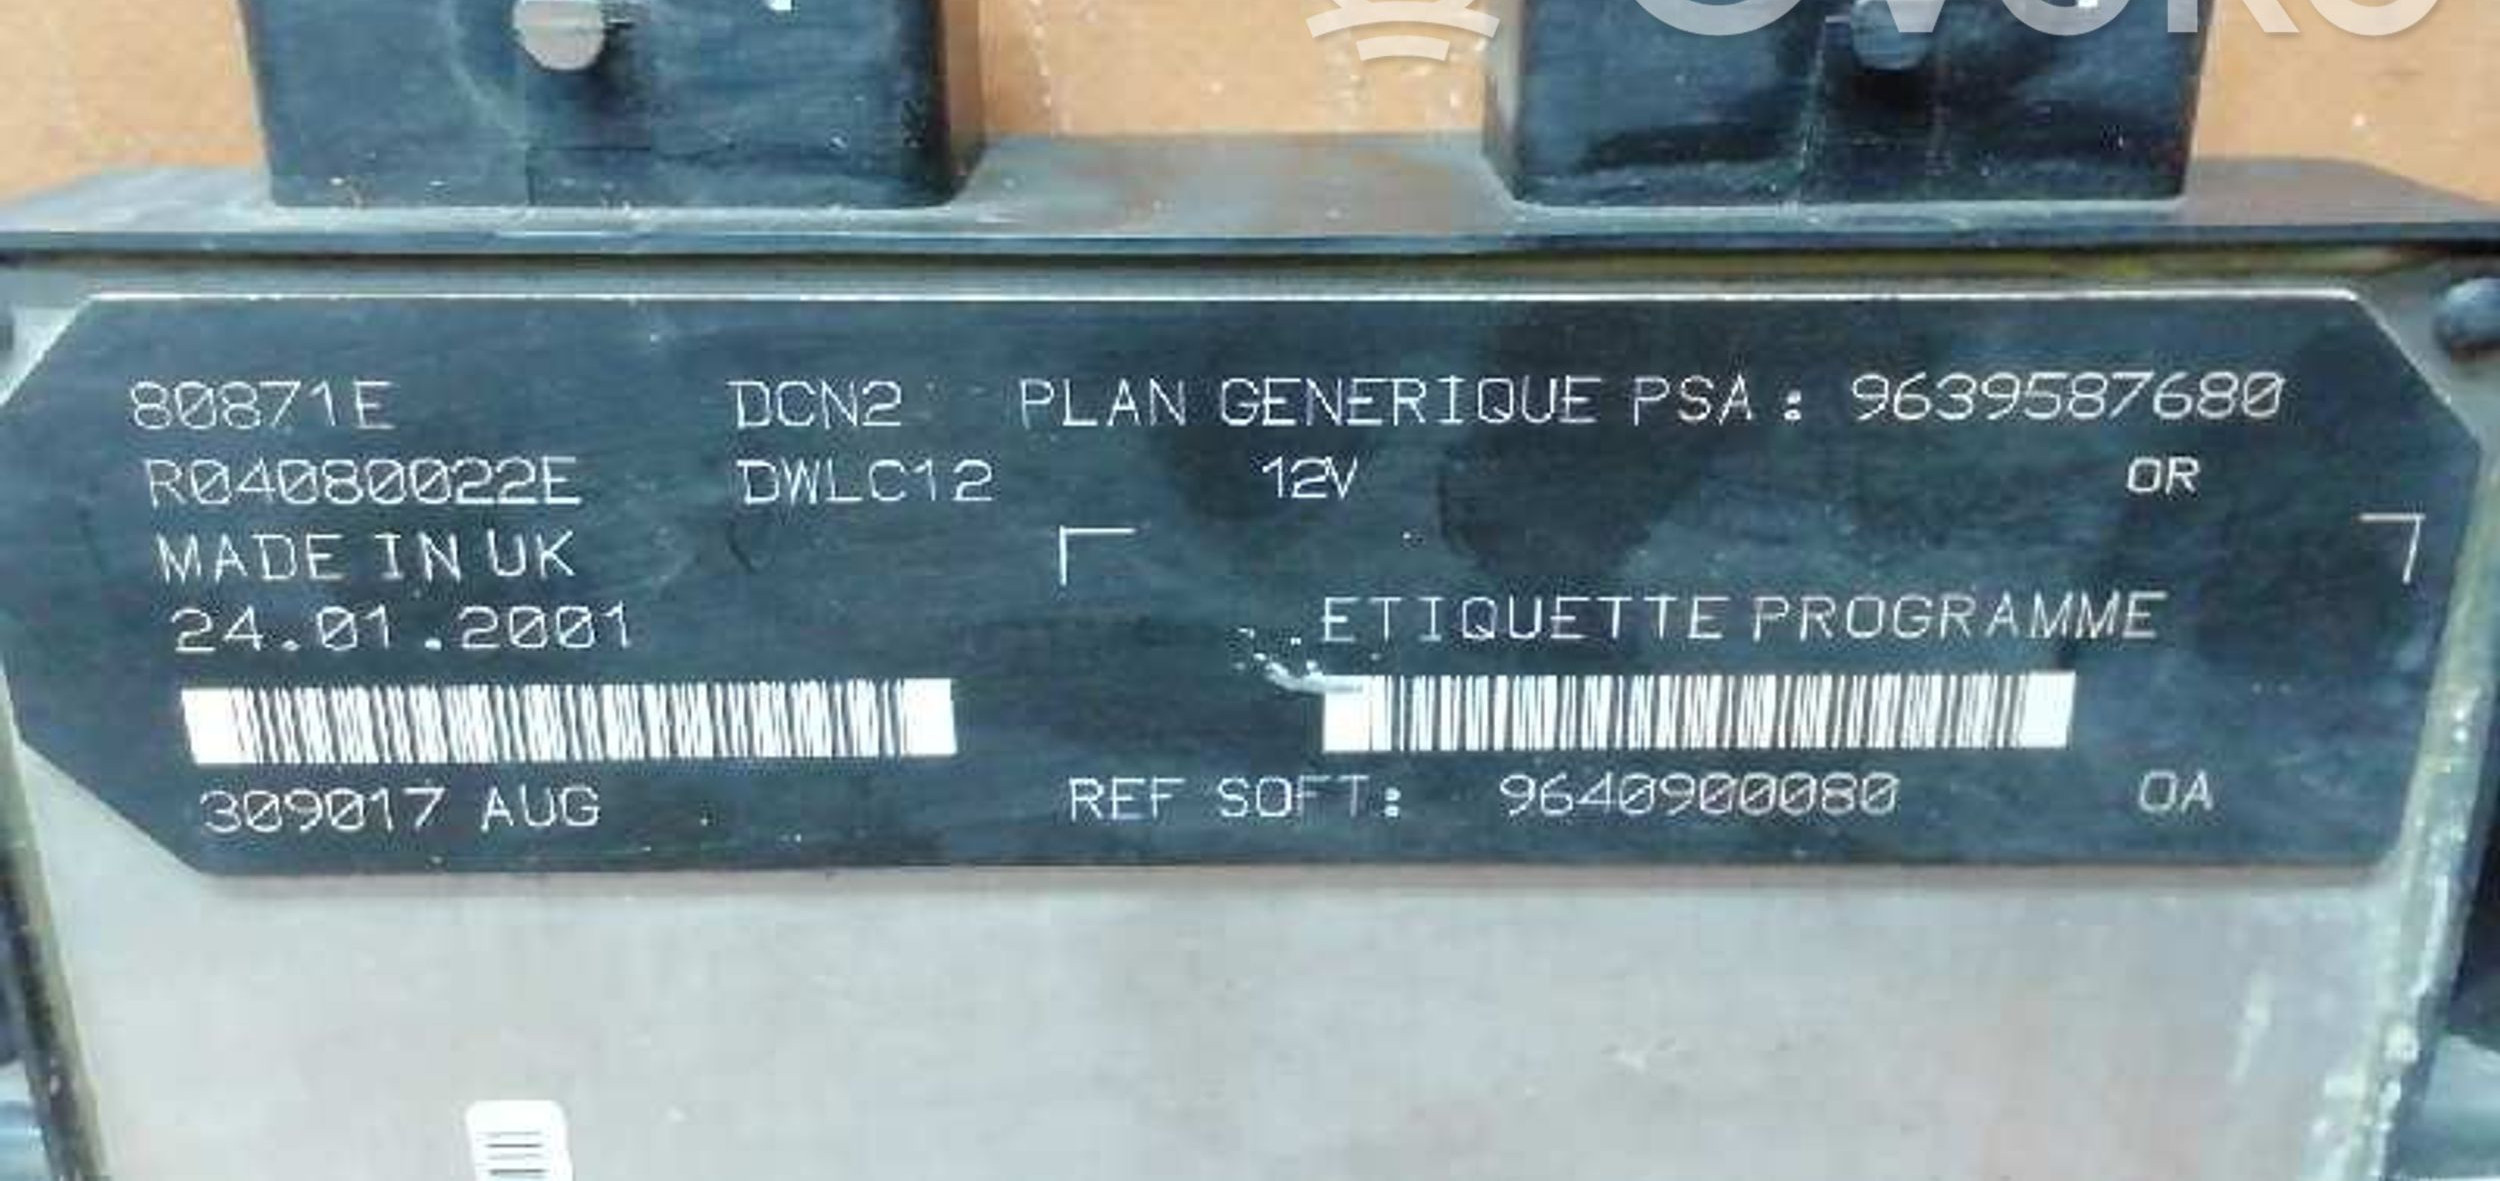 80871E DCN2 PLAN GENERIQUE PSA: 9639587680
R04080022E DWLC12 12V OR
MADE IN UK
24.01.2001
ETIQUETTE PROGRAMME
309017 AUG REF SOFT: 9640900080 0A